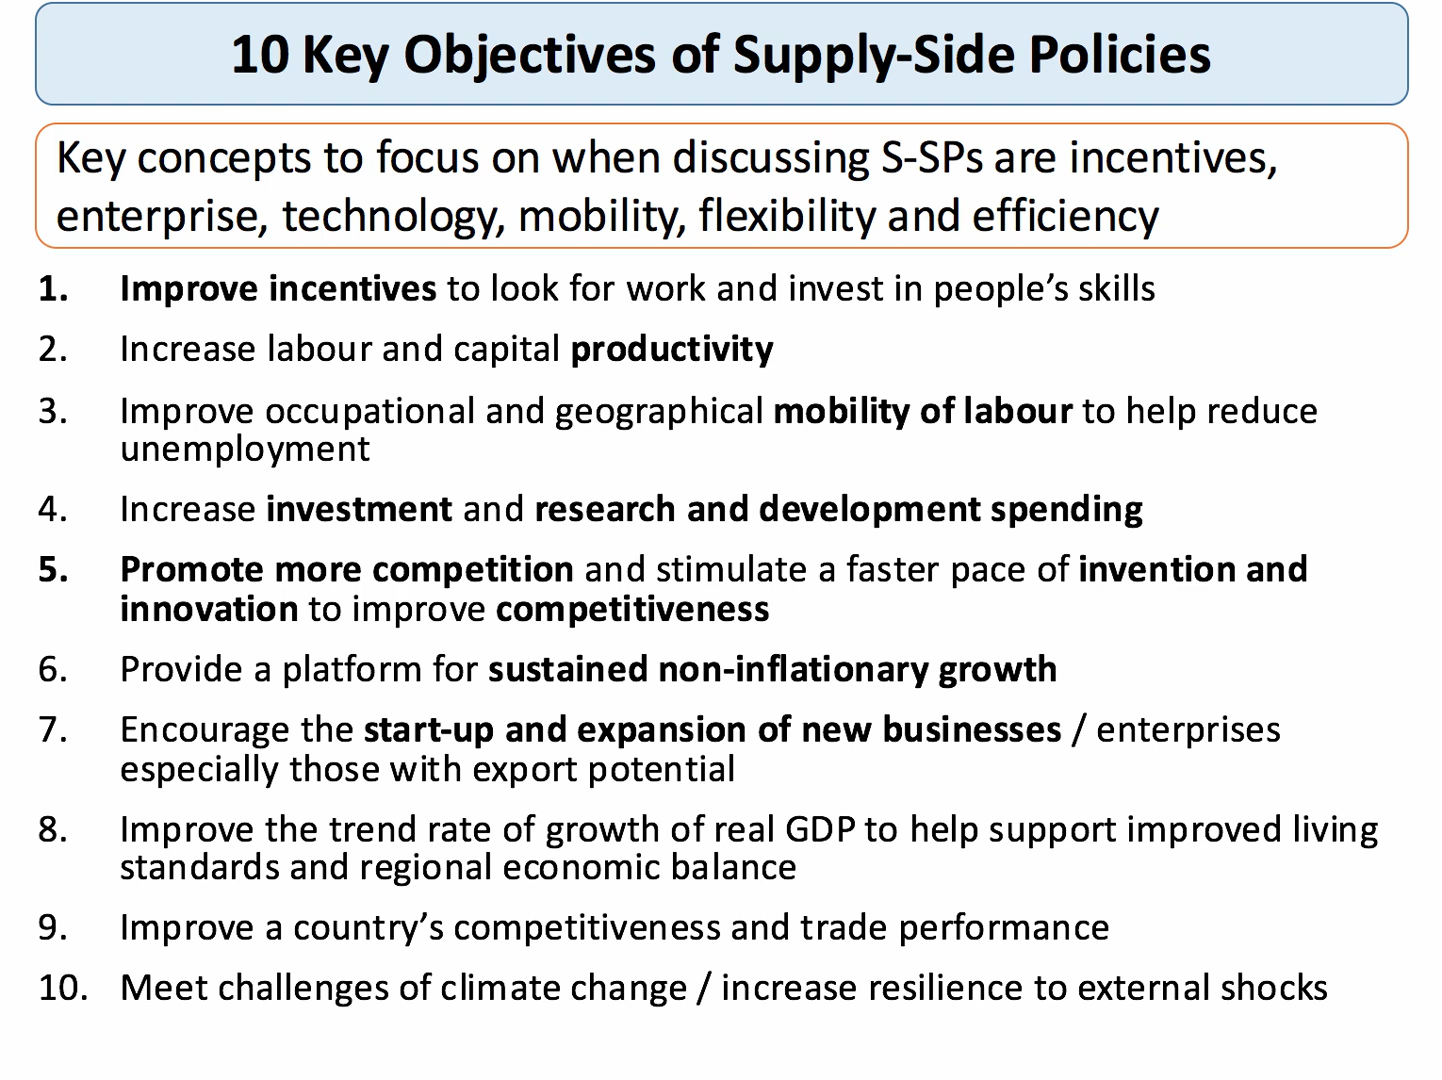 10 Key Objectives of Supply-Side Policies
Key concepts to focus on when discussing S-SPs are incentives,
enterprise, technology, mobility, flexibility and efficiency
1. Improve incentives to look for work and invest in people’s skills
2. Increase labour and capital productivity
3. Improve occupational and geographical mobility of labour to help reduce
unemployment
4. Increase investment and research and development spending
5. Promote more competition and stimulate a faster pace of invention and
innovation to improve competitiveness
6. Provide a platform for sustained non-inflationary growth
7. Encourage the start-up and expansion of new businesses / enterprises
especially those with export potential
8. Improve the trend rate of growth of real GDP to help support improved living
standards and regional economic balance
9. Improve a country’s competitiveness and trade performance
10. Meet challenges of climate change / increase resilience to external shocks